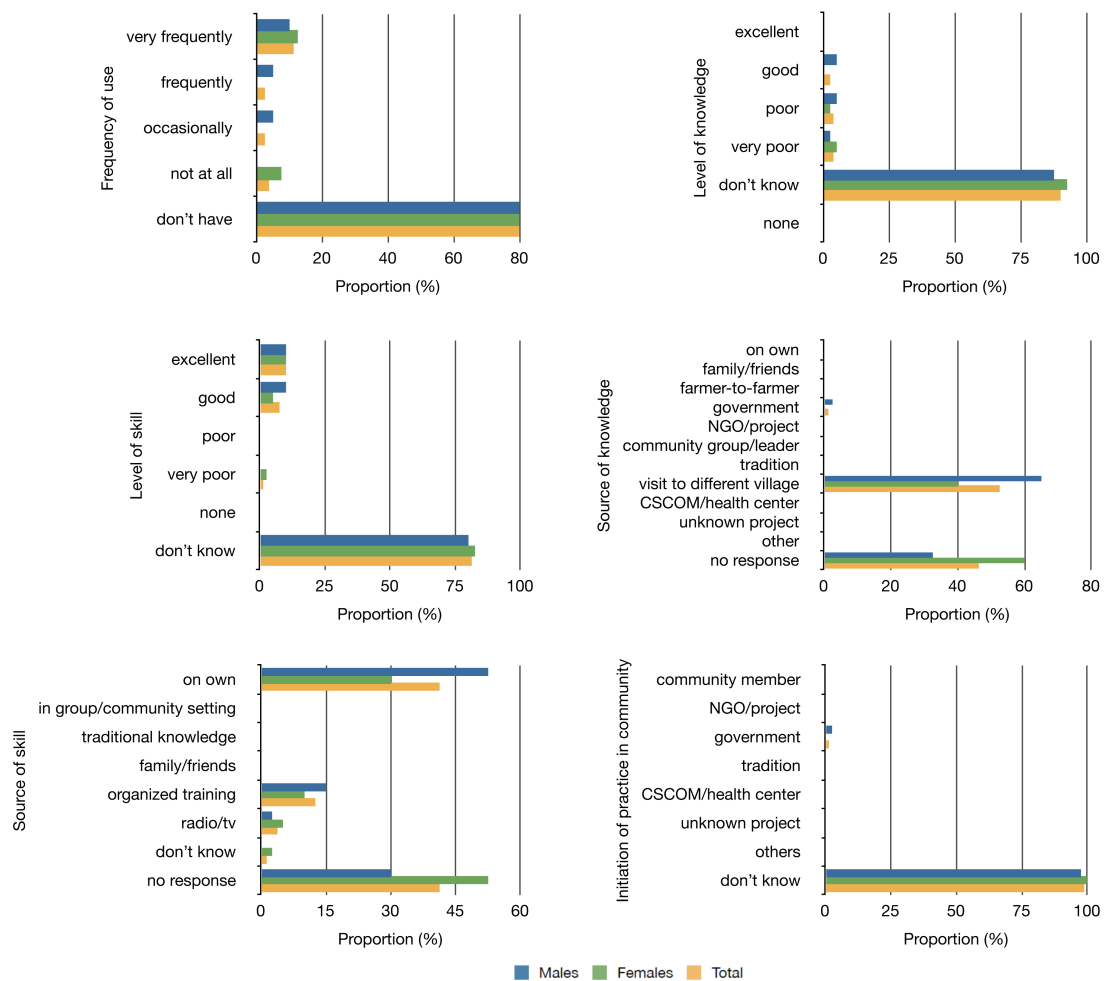 Frequency of use
very frequently
frequently
occasionally
not at all
don't have
0 20 40 60 80
Proportion (%)
Level of knowledge
excellent
good
poor
very poor
don't know
none
0 25 50 75 100
Proportion (%)
Level of skill
excellent
good
poor
very poor
none
don't know
0 25 50 75 100
Proportion (%)
Source of knowledge
on own
family/friends
farmer-to-farmer
government
NGO/project
community group/leader
tradition
visit to different village
CSCOM/health center
unknown project
other
no response
0 20 40 60 80
Proportion (%)
Source of skill
on own
in group/community setting
traditional knowledge
family/friends
organized training
radio/tv
don't know
no response
0 15 30 45 60
Proportion (%)
Initiation of practice in community
community member
NGO/project
government
tradition
CSCOM/health center
unknown project
others
don't know
0 25 50 75 100
Proportion (%)
Males Females Total